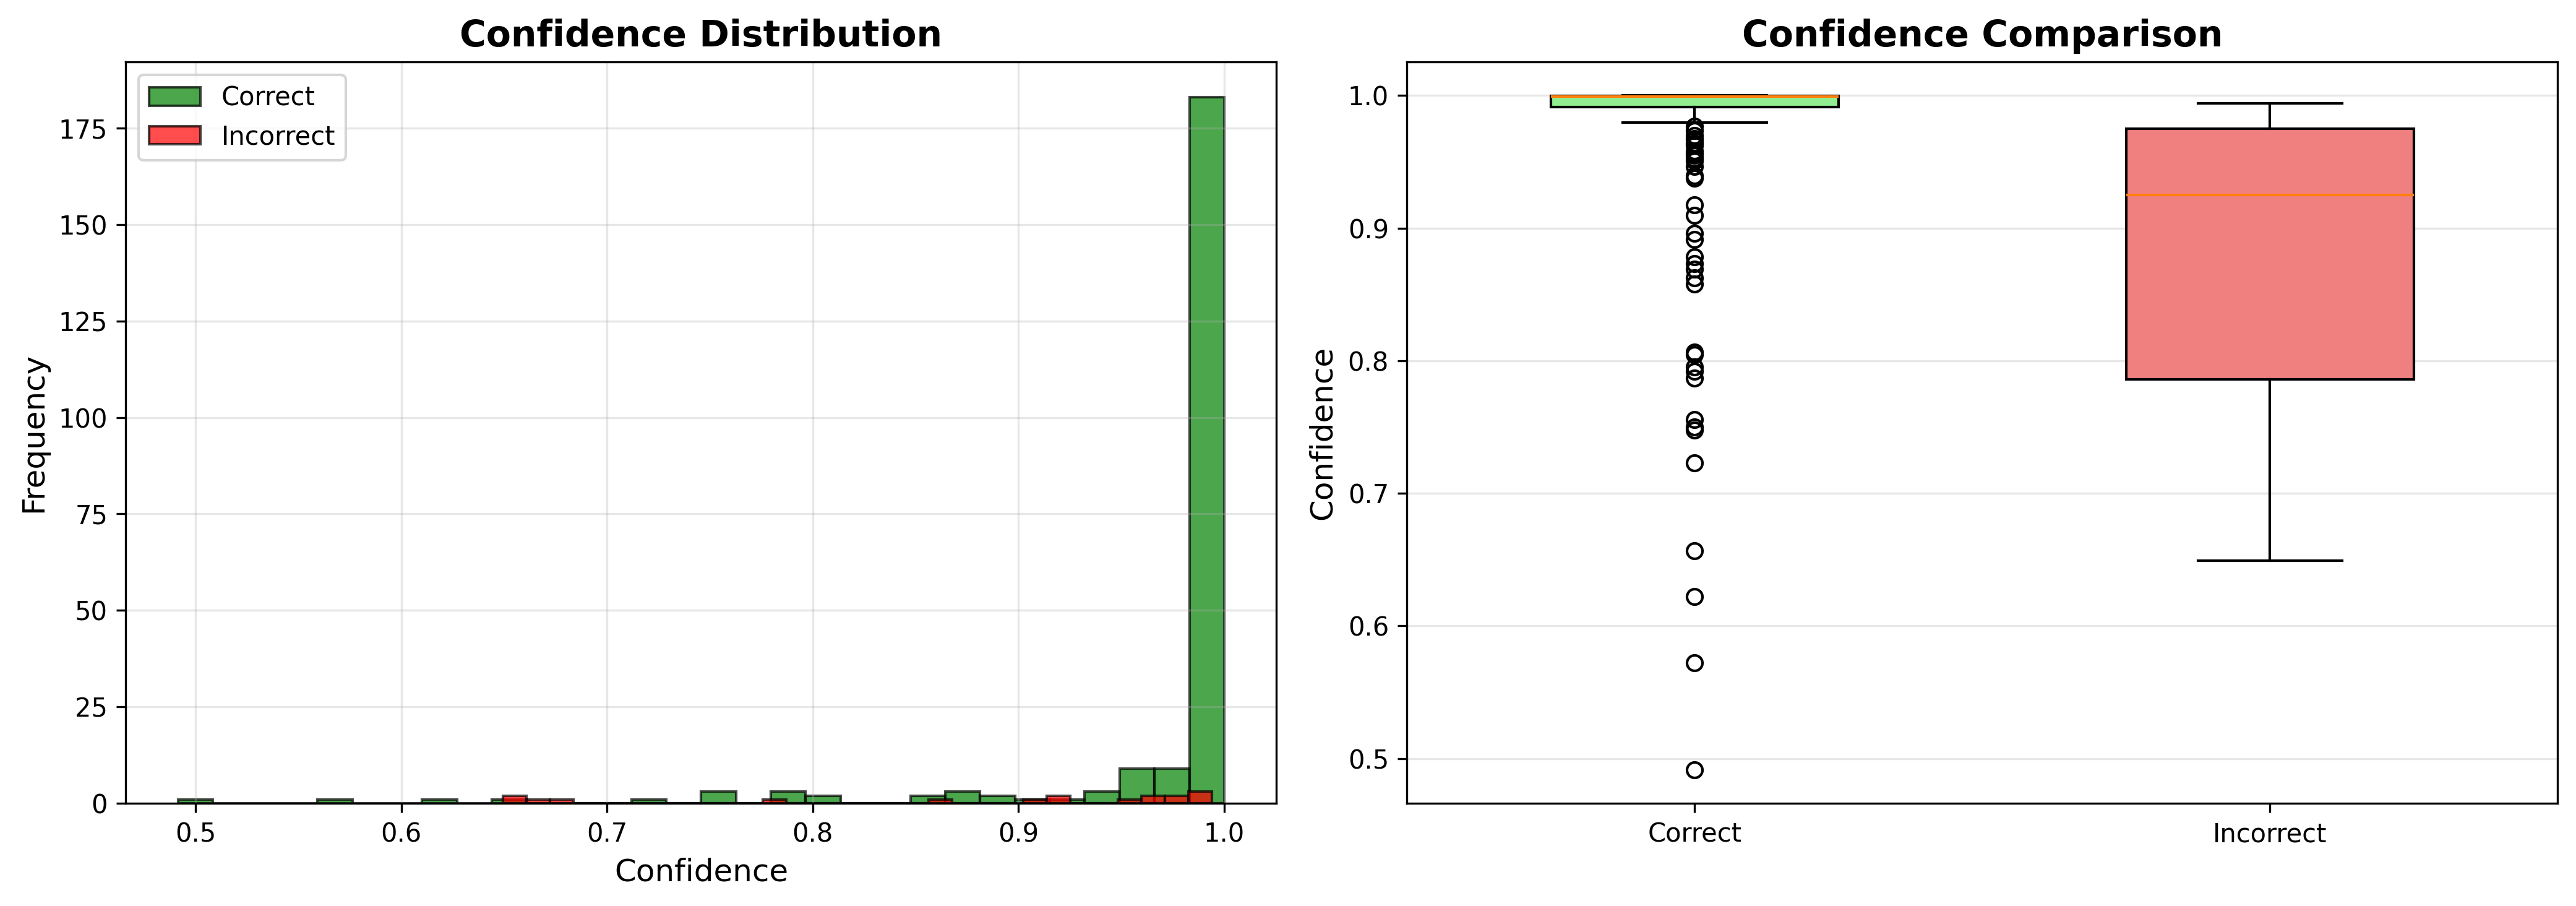 Confidence Distribution
Correct
Incorrect
175
150
125
100
75
50
25
0
Frequency
0.5 0.6 0.7 0.8 0.9 1.0
Confidence
Confidence Comparison
1.0
0.9
0.8
0.7
0.6
0.5
Confidence
Correct Incorrect